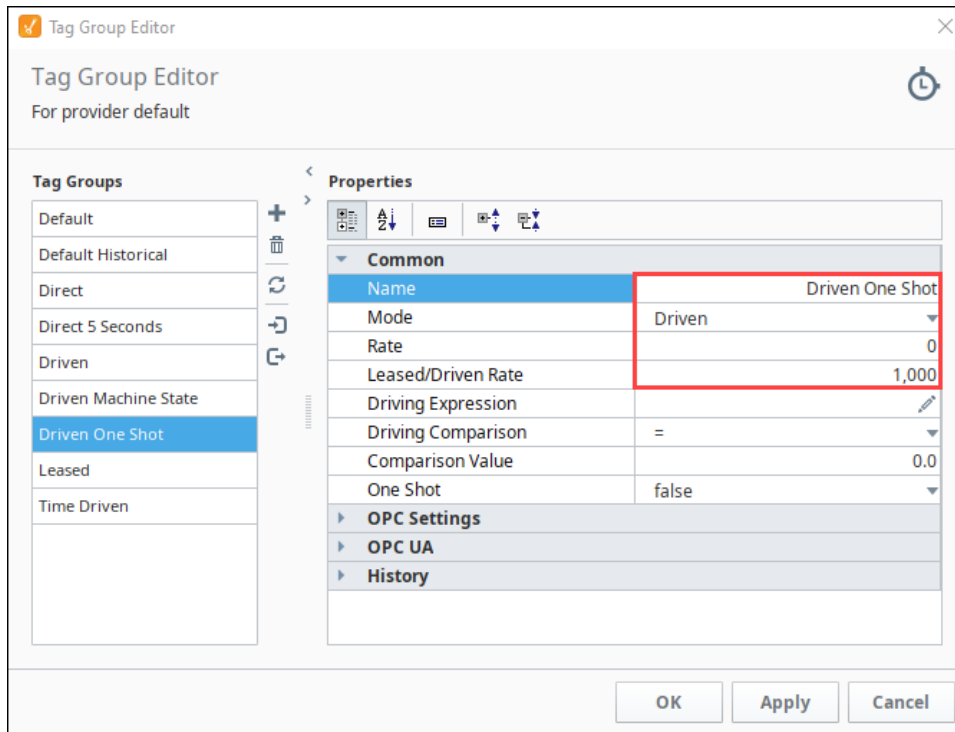 Tag Group Editor
Tag Group Editor
For provider default
Tag Groups
Default
Default Historical
Direct
Direct 5 Seconds
Driven
Driven Machine State
Driven One Shot
Leased
Time Driven
Properties
Common
Name Driven One Shot
Mode Driven
Rate 0
Leased/Driven Rate 1,000
Driving Expression
Driving Comparison =
Comparison Value 0.0
One Shot false
OPC Settings
OPC UA
History
OK Apply Cancel